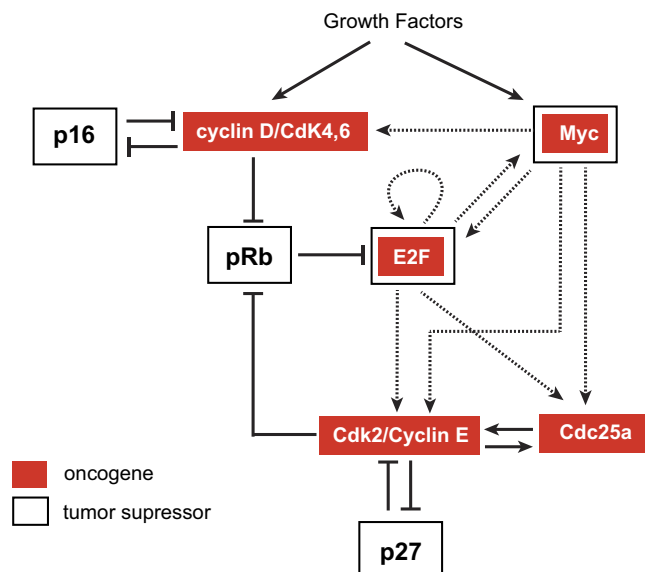 Growth Factors
p16
cyclin D/CdK4,6
Myc
pRb
E2F
Cdk2/Cyclin E
Cdc25a
oncogene
tumor supressor
p27